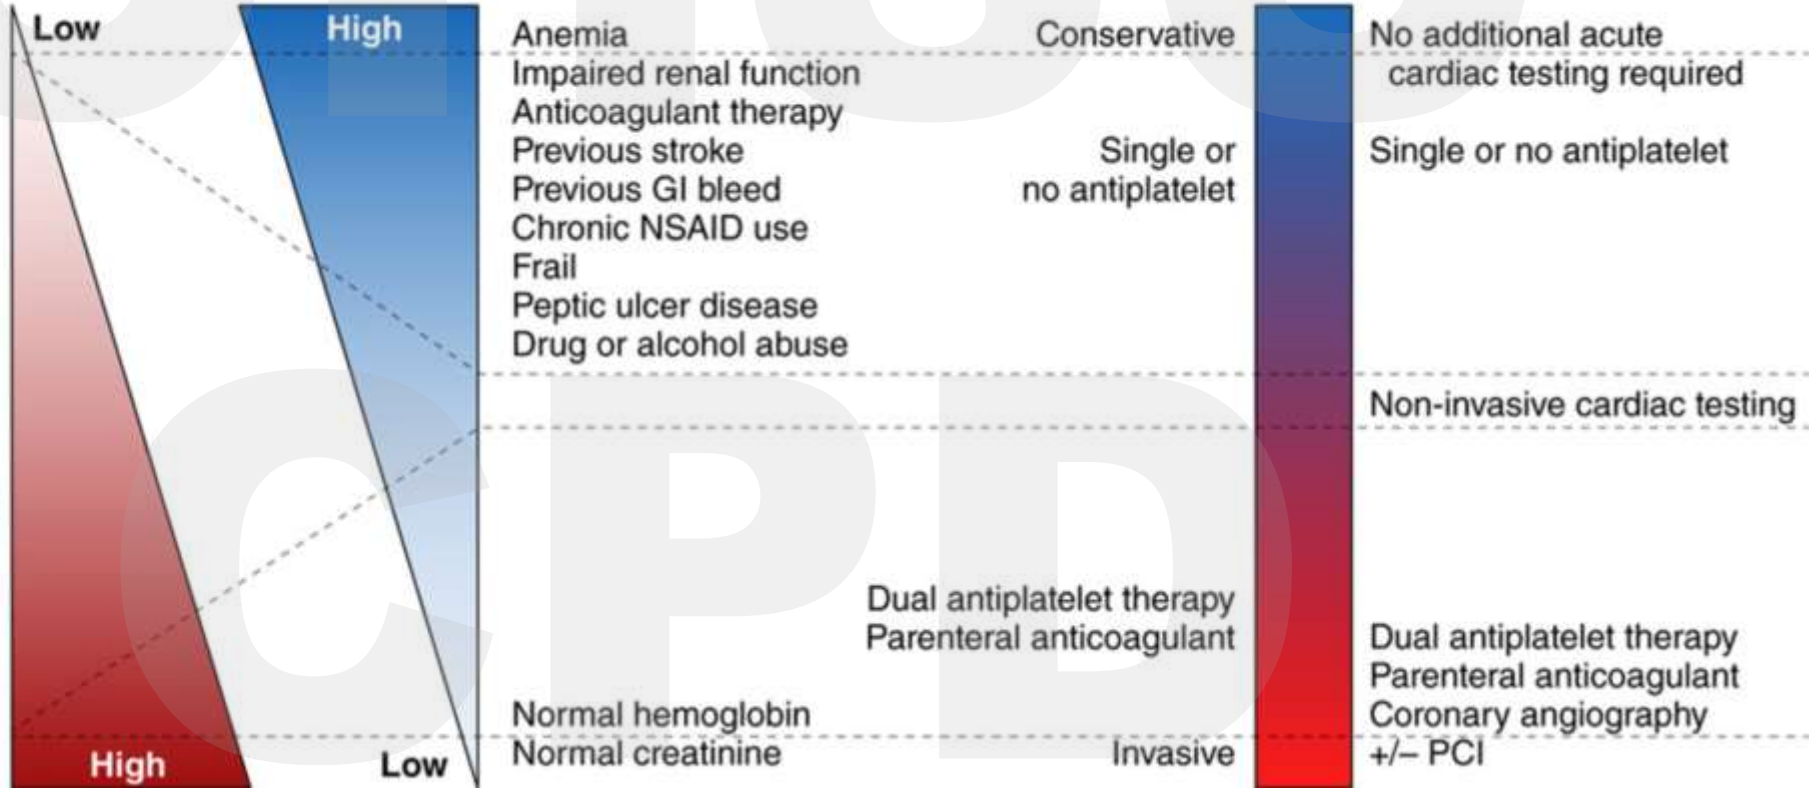 Low
High
Anemia
Conservative
No additional acute
Impaired renal function
cardiac testing required
Anticoagulant therapy
Previous stroke
Single or
Single or no antiplatelet
Previous GI bleed
no antiplatelet
Chronic NSAID use
Frail
Peptic ulcer disease
Drug or alcohol abuse
Non-invasive cardiac testing
Dual antiplatelet therapy
Parenteral anticoagulant
Dual antiplatelet therapy
Parenteral anticoagulant
Normal hemoglobin
Coronary angiography
High
Low
Normal creatinine
Invasive
+/– PCI
CPD